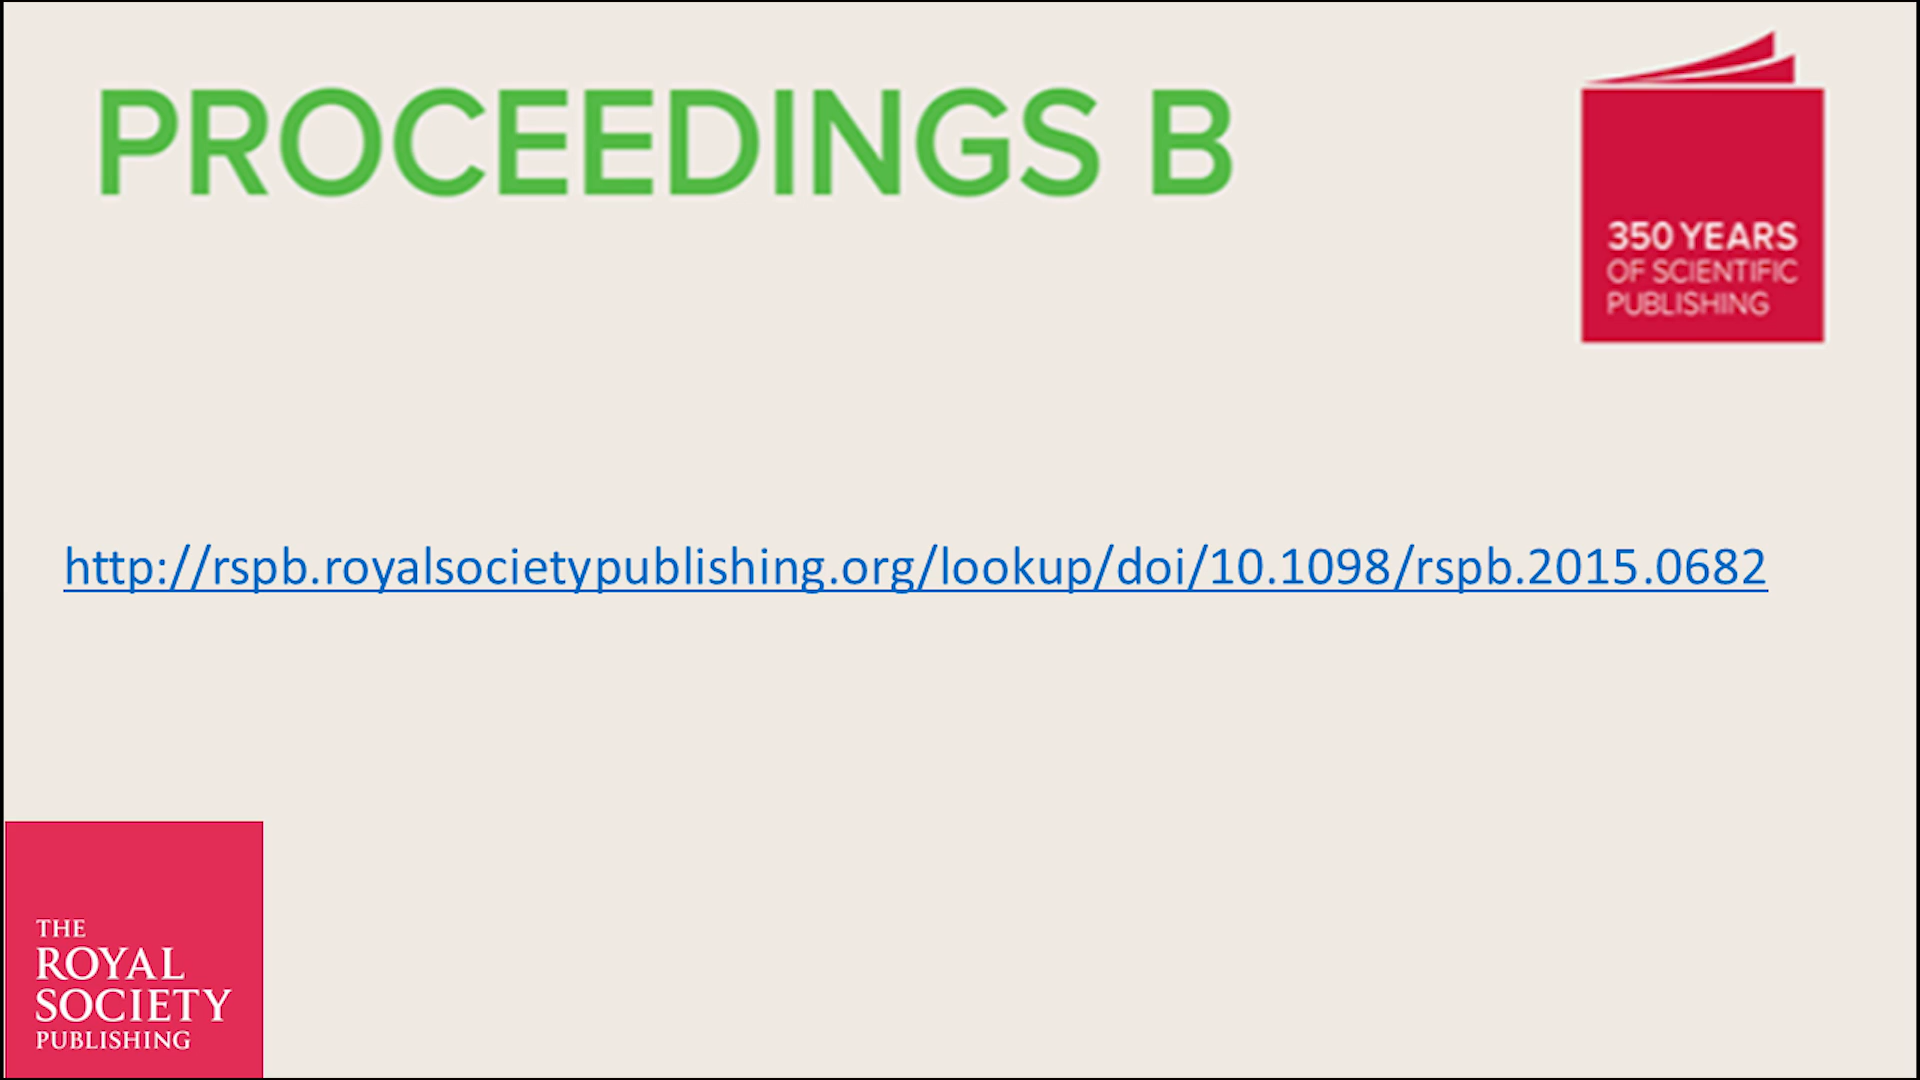 PROCEEDINGS B
350 YEARS
OF SCIENTIFIC
PUBLISHING
http://rspb.royalsocietypublishing.org/lookup/doi/10.1098/rspb.2015.0682
THE
ROYAL
SOCIETY
PUBLISHING